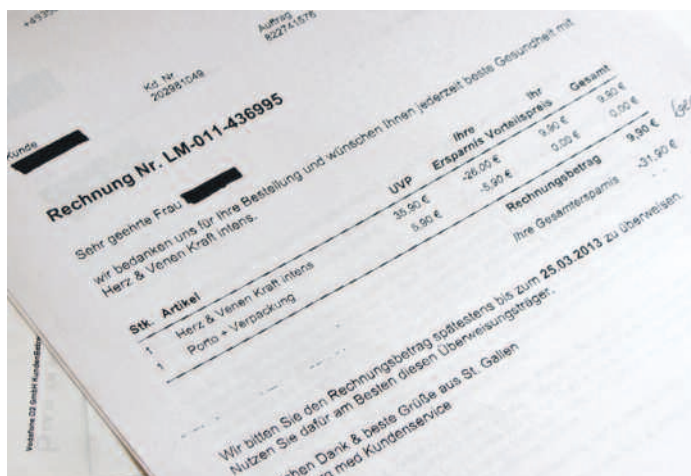 Auftrag
822741576
Kd. Nr.
202981049
Kunde
Rechnung Nr. LM-011-436995
Sehr geehrte Frau
wir bedanken uns für Ihre Bestellung und wünschen Ihnen jederzeit beste Gesundheit mit
Herz & Venen Kraft intens.
Stk. Artikel UVP Ihre Ersparnis Ihr Vorteilspreis Gesamt
1 Herz & Venen Kraft intens 35,90 € -26,00 € 9,90 € 9,90 €
1 Porto + Verpackung 5,90 € -5,90 € 0,00 € 0,00 €
Rechnungsbetrag 9,90 €
Ihre Gesamtersparnis -31,90 €
Wir bitten Sie den Rechnungsbetrag spätestens bis zum 25.03.2013 zu überweisen.
Nutzen Sie dafür am Besten diesen Überweisungsträger.
Dank & beste Grüße aus St. Gallen
med Kundenservice
Vodafone D2 GmbH